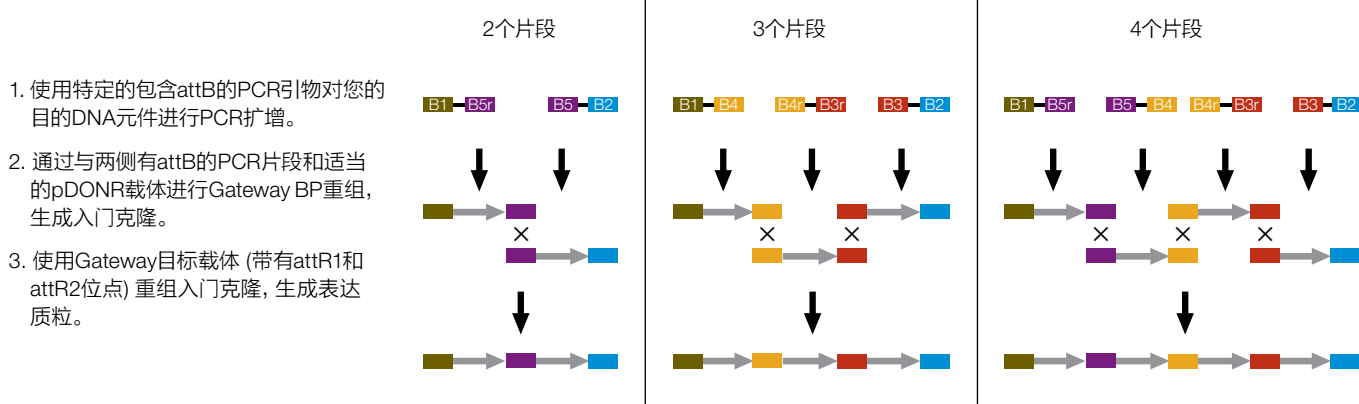 2个片段
3个片段
4个片段
1. 使用特定的包含attB的PCR引物对您的
目的DNA元件进行PCR扩增。
2. 通过与两侧有attB的PCR片段和适当
的pDONR载体进行Gateway BP重组,
生成入门克隆。
3. 使用Gateway目标载体 (带有attR1和
attR2位点) 重组入门克隆, 生成表达
质粒。
B1 B5r B5 B2
B1 B4 B4r B3r B3 B2
B1 B5r B5 B4 B4r B3r B3 B2
×
× ×
× × ×